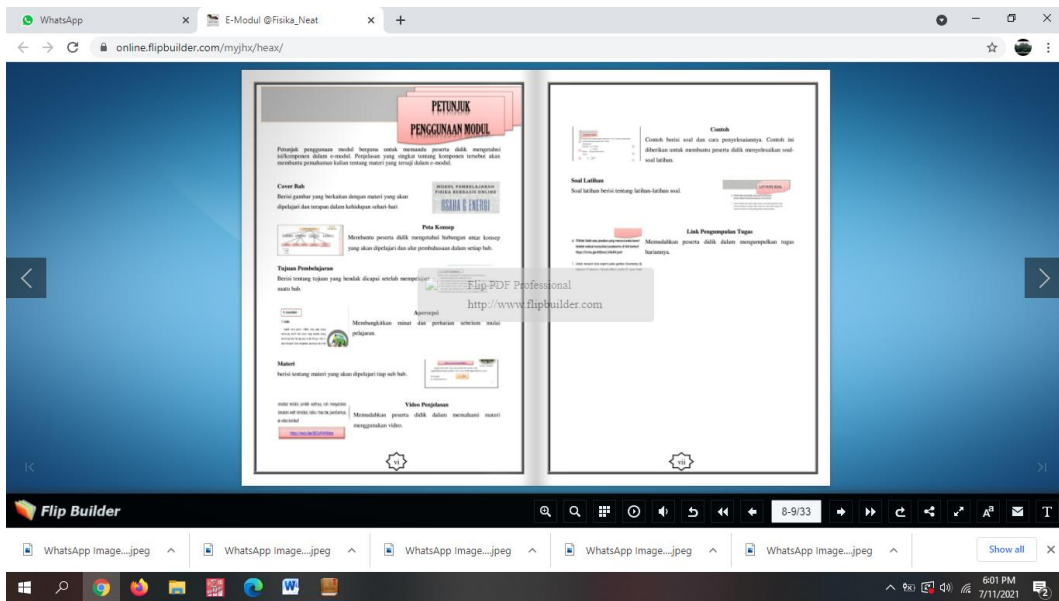 WhatsApp
E-Modul @Fisika_Neat
online.flipbuilder.com/myjhx/heax/
PETUNJUK
PENGGUNAAN MODUL
Petunjuk penggunaan modul berguna untuk memandu peserta didik mengetahui
isi/komponen dalam e-modul. Penjelasan yang singkat tentang komponen tersebut akan
membantu pemahaman kalian tentang materi yang tersaji dalam e-modul.
Cover Bab
Berisi gambar yang berkaitan dengan materi yang akan
dipelajari dan terapan dalam kehidupan sehari-hari
MODUL PEMBELAJARAN
FISIKA BERBASIS ONLINE
USAHA & ENERGI
Peta Konsep
Membantu peserta didik mengetahui hubungan antar konsep
yang akan dipelajari dan alur pembahasan dalam setiap bab.
Tujuan Pembelajaran
Berisi tentang tujuan yang hendak dicapai setelah mempelajari
suatu bab.
Apersepsi
Membangkitkan minat dan perhatian sebelum mulai
pelajaran.
Materi
berisi tentang materi yang akan dipelajari tiap sub bab.
Video Penjelasan
Memudahkan peserta didik dalam memahami materi
menggunakan video.
vi
Contoh
Contoh berisi soal dan cara penyelesaiannya. Contoh ini
diberikan untuk membantu peserta didik menyelesaikan soal-
soal latihan.
Soal Latihan
Soal latihan berisi tentang latihan-latihan soal.
LATIHAN SOAL
Link Pengumpulan Tugas
Memudahkan peserta didik dalam mengumpulkan tugas
hariannya.
vii
Flip PDF Professional
http://www.flipbuilder.com
Flip Builder
8-9/33
WhatsApp Image....jpeg
WhatsApp Image....jpeg
WhatsApp Image....jpeg
WhatsApp Image....jpeg
WhatsApp Image....jpeg
Show all
6:01 PM
7/11/2021